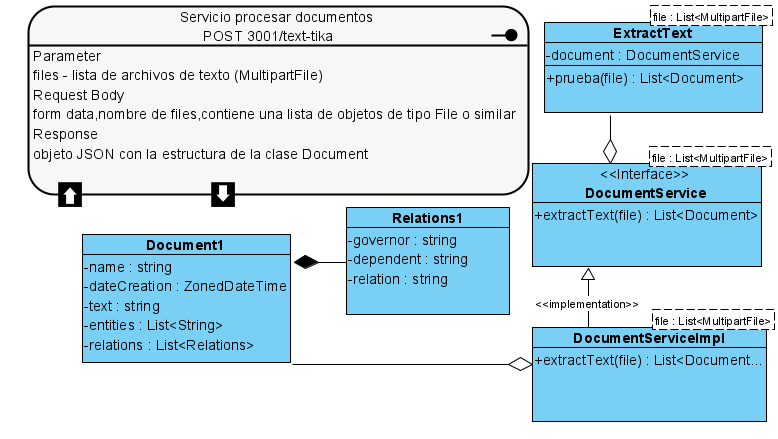 Servicio procesar documentos
POST 3001/text-tika
Parameter
files - lista de archivos de texto (MultipartFile)
Request Body
form data,nombre de files,contiene una lista de objetos de tipo File o similar
Response
objeto JSON con la estructura de la clase Document
file : List<MultipartFile>
ExtractText
-document : DocumentService
+prueba(file) : List<Document>
file : List<MultipartFile>
<<Interface>>
DocumentService
+extractText(file) : List<Document>
Relations1
-governor : string
-dependent : string
-relation : string
Document1
-name : string
-dateCreation : ZonedDateTime
-text : string
-entities : List<String>
-relations : List<Relations>
<<implementation>>
file : List<MultipartFile>
DocumentServiceImpl
+extractText(file) : List<Document...